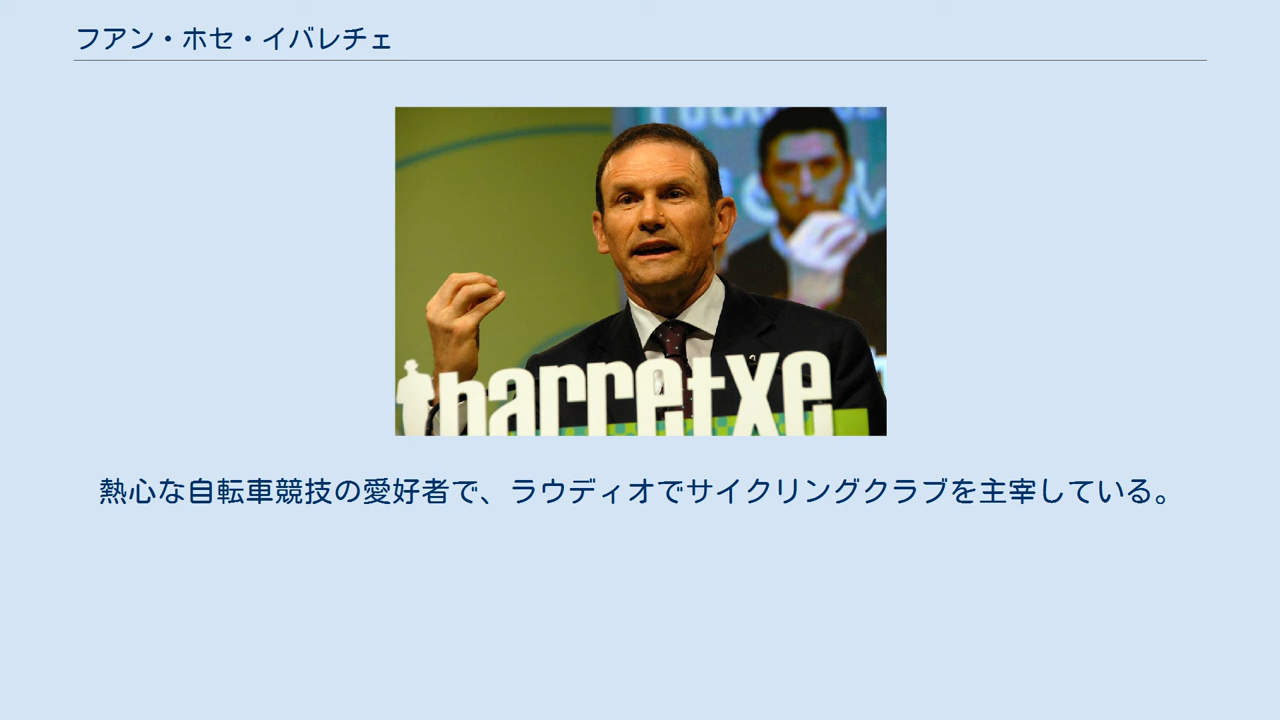 フアン・ホセ・イバレチェ
tbarretxe
熱心な自転車競技の愛好者で、ラウディオでサイクリングクラブを主宰している。